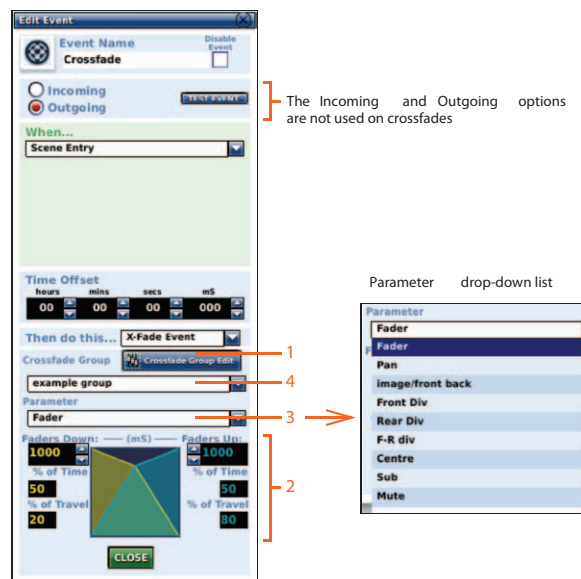 Edit Event
Event Name
Disable Event
Crossfade
Incoming
Outgoing
TEST EVENT
The Incoming and Outgoing options
are not used on crossfades
When...
Scene Entry
Time Offset
hours mins secs mS
00 00 00 000
Then do this... X-Fade Event
Crossfade Group Crossfade Group Edit
1
example group
4
Parameter
Fader
3
Faders Down: (mS) Faders Up:
1000 1000
% of Time % of Time
50 50
% of Travel % of Travel
20 80
2
CLOSE
Parameter drop-down list
Parameter
Fader
Fader
F
Pan
image/front back
Front Div
Rear Div
F-R div
Centre
Sub
Mute